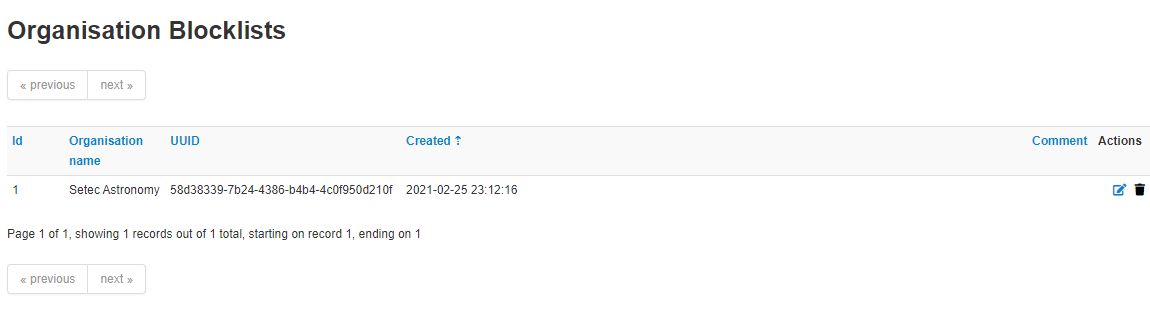 Organisation Blocklists
« previous next »
Id Organisation name UUID Created ↑ Comment Actions
1 Setec Astronomy 58d38339-7b24-4386-b4b4-4c0f950d210f 2021-02-25 23:12:16
Page 1 of 1, showing 1 records out of 1 total, starting on record 1, ending on 1
« previous next »